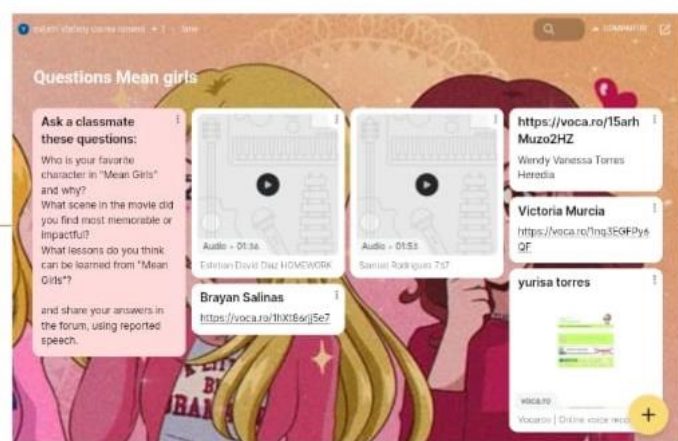 COMPARTIR
Questions Mean girls
Ask a classmate
these questions:
Who is your favorite
character in "Mean Girls"
and why?
What scene in the movie did
you find most memorable or
impactful?
What lessons do you think
can be learned from "Mean
Girls"?
and share your answers in
the forum, using reported
speech.
Audio • 01:36
Esteban David Diaz HOMEWORK
Brayan Salinas
https://voca.ro/1hXt86rjj5e7
Audio • 01:53
Samuel Rodriguez 767
https://voca.ro/15arh
Muzo2HZ
Wendy Vanessa Torres
Heredia
Victoria Murcia
https://voca.ro/1nq3EGFPy6
QF
yurisa torres
voca.ro
Vocaroo | Online voice reco